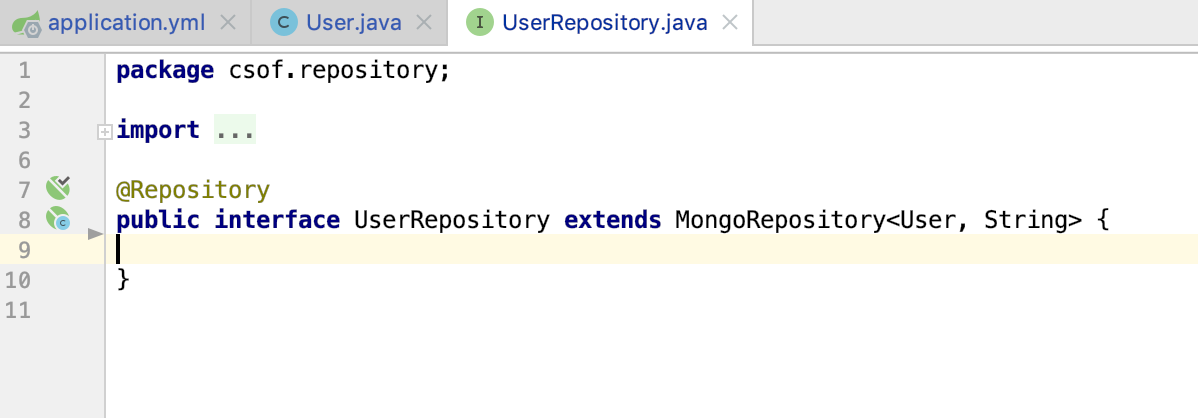 application.yml
C User.java
I UserRepository.java
1 package csof.repository;
2
3 import ...
6
7 @Repository
8 public interface UserRepository extends MongoRepository<User, String> {
9
10 }
11